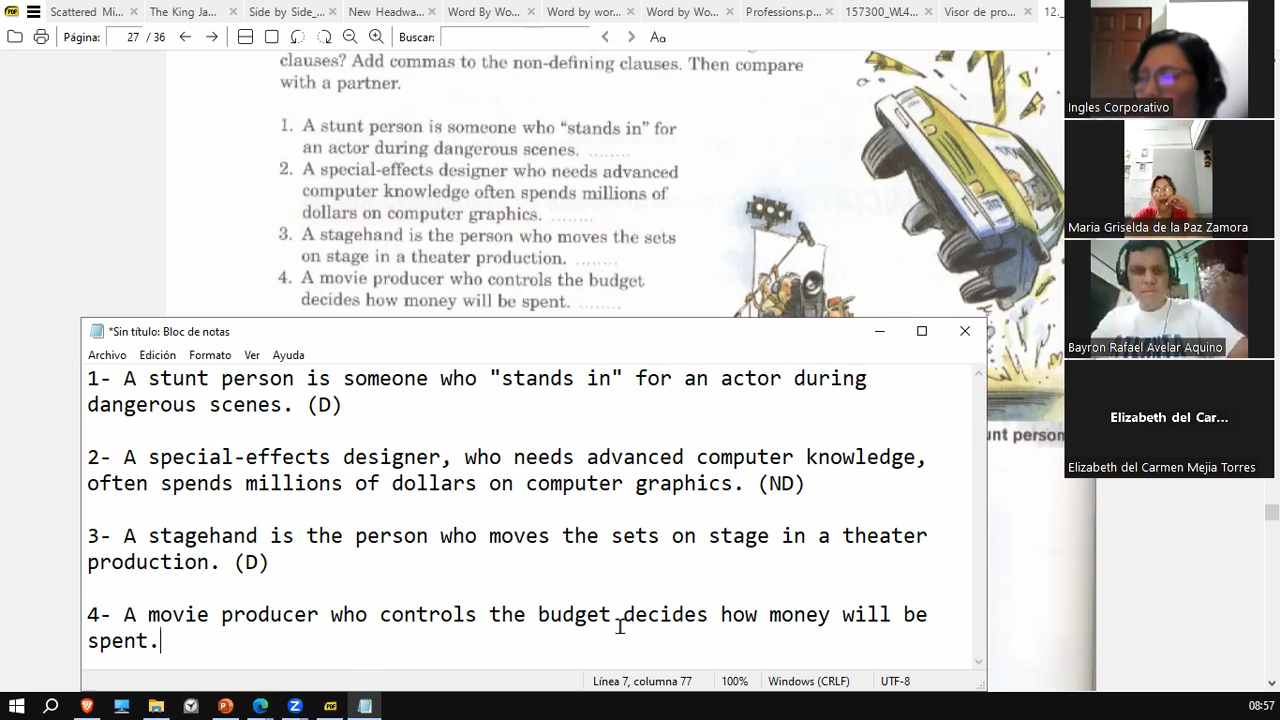 Scattered Mi...
The King Ja...
Side by Side_...
New Headwa...
Word By Wo...
Word by wor...
Word by Wo...
Professions.p...
157300_WL4...
Visor de pro...
12._
Página:
27 / 36
Buscar:
Aa
clauses? Add commas to the non-defining clauses. Then compare
with a partner.
1. A stunt person is someone who “stands in” for
an actor during dangerous scenes. ........
2. A special-effects designer who needs advanced
computer knowledge often spends millions of
dollars on computer graphics. ........
3. A stagehand is the person who moves the sets
on stage in a theater production. ........
4. A movie producer who controls the budget
decides how money will be spent. ........
unt person
*Sin título: Bloc de notas
Archivo Edición Formato Ver Ayuda
1- A stunt person is someone who "stands in" for an actor during
dangerous scenes. (D)
2- A special-effects designer, who needs advanced computer knowledge,
often spends millions of dollars on computer graphics. (ND)
3- A stagehand is the person who moves the sets on stage in a theater
production. (D)
4- A movie producer who controls the budget decides how money will be
spent.
Línea 7, columna 77
100%
Windows (CRLF)
UTF-8
Ingles Corporativo
Maria Griselda de la Paz Zamora
Bayron Rafael Avelar Aquino
Elizabeth del Car...
Elizabeth del Carmen Mejia Torres
08:57